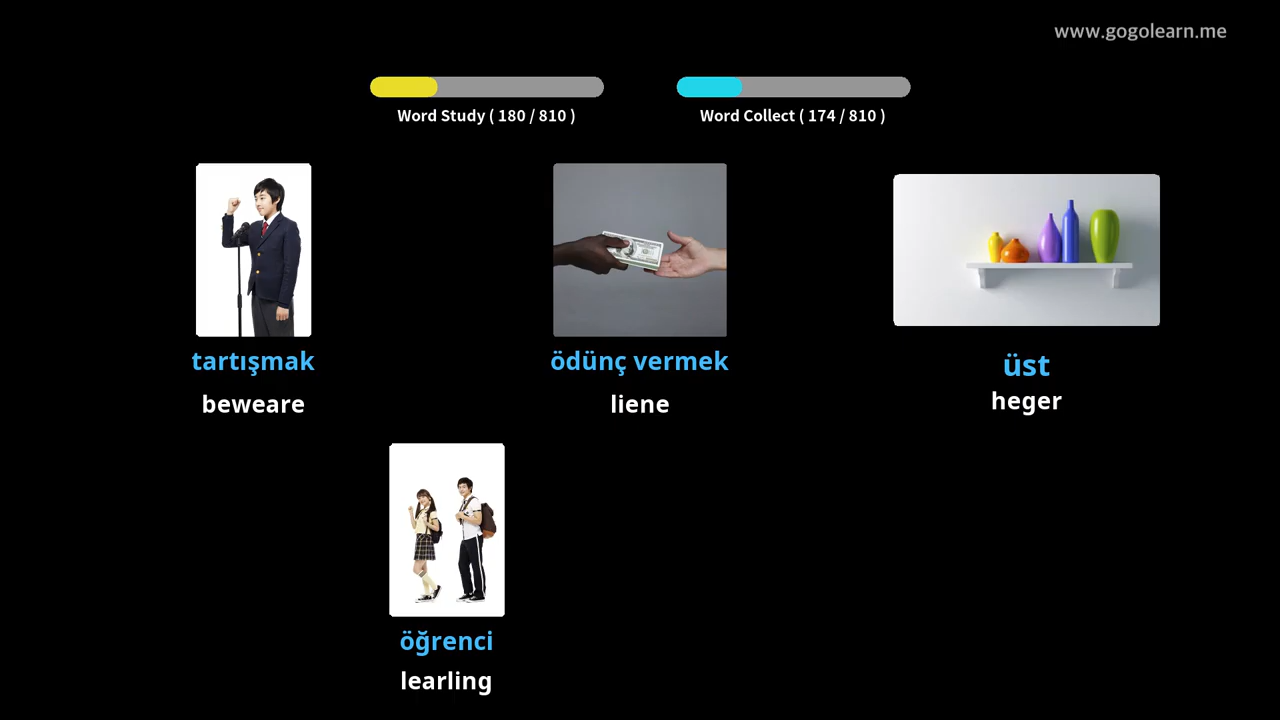 www.gogolearn.me
Word Study ( 180 / 810 )
Word Collect ( 174 / 810 )
tartışmak
beweare
ödünç vermek
liene
üst
heger
öğrenci
learling